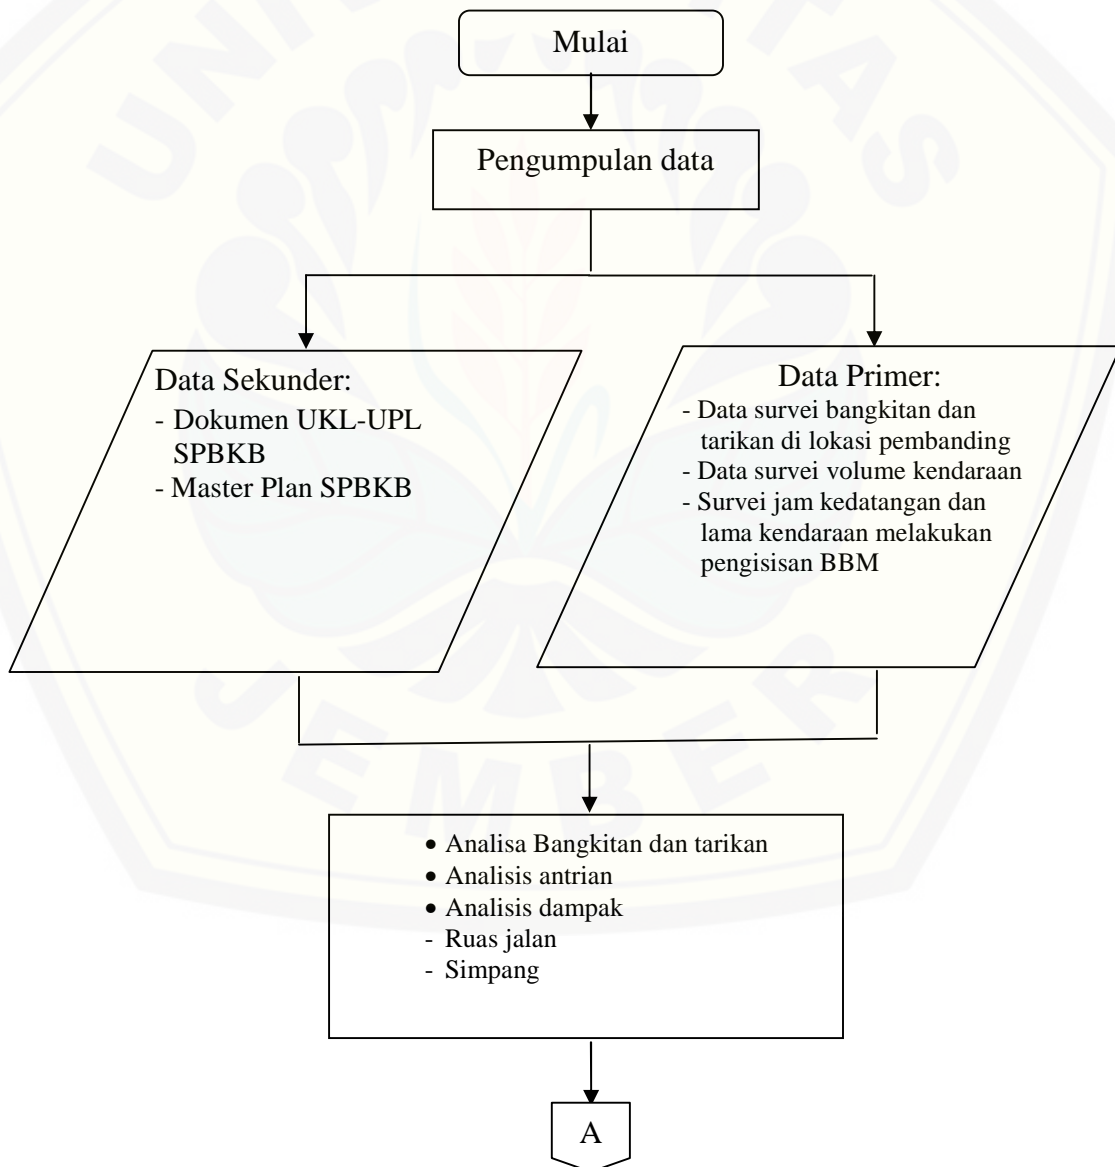 Mulai
Pengumpulan data
Data Sekunder:
- Dokumen UKL-UPL
SPBKB
- Master Plan SPBKB
Data Primer:
- Data survei bangkitan dan
tarikan di lokasi pembanding
- Data survei volume kendaraan
- Survei jam kedatangan dan
lama kendaraan melakukan
pengisisan BBM
• Analisa Bangkitan dan tarikan
• Analisis antrian
• Analisis dampak
- Ruas jalan
- Simpang
A
JEMBER